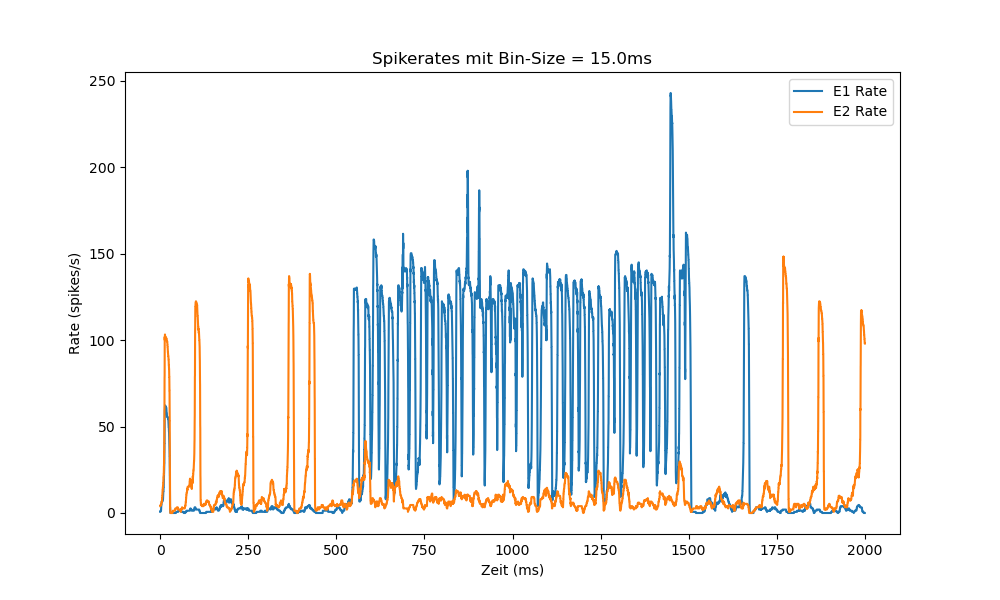 Spikerates mit Bin-Size = 15.0ms
E1 Rate
E2 Rate
250
200
150
100
50
0
Rate (spikes/s)
0 250 500 750 1000 1250 1500 1750 2000
Zeit (ms)